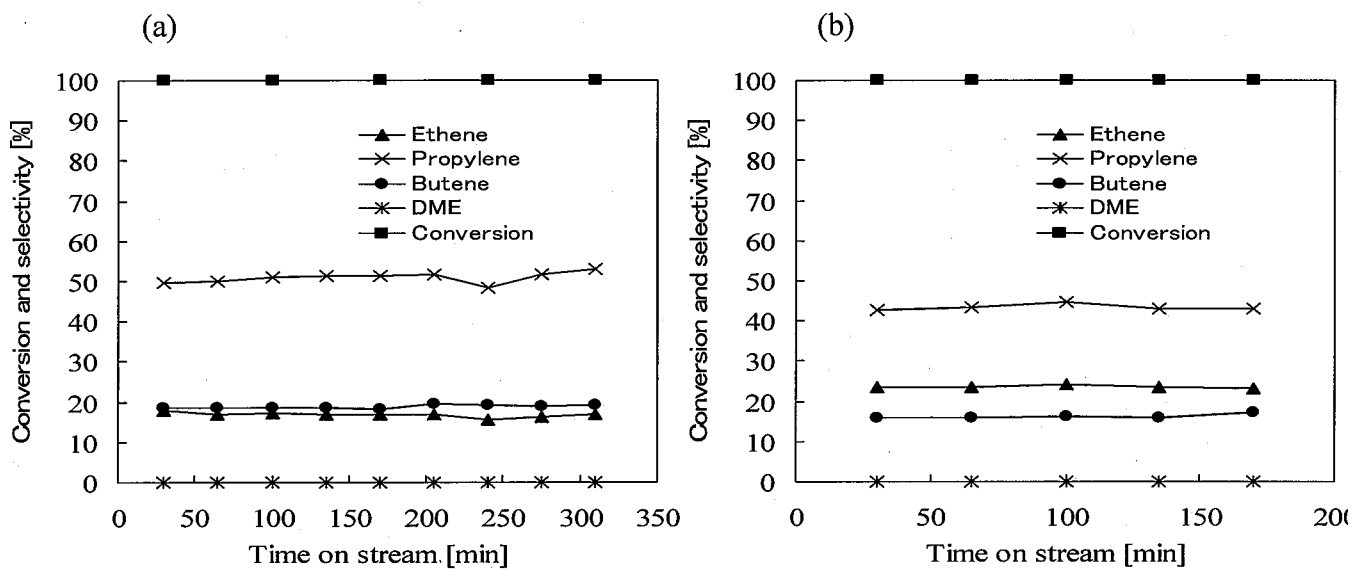 (a)
Conversion and selectivity [%]
100
90
80
70
60
50
40
30
20
10
0
Ethene
Propylene
Butene
DME
Conversion
0 50 100 150 200 250 300 350
Time on stream. [min]
(b)
Conversion and selectivity [%]
100
90
80
70
60
50
40
30
20
10
0
Ethene
Propylene
Butene
DME
Conversion
0 50 100 150 200
Time on stream [min]